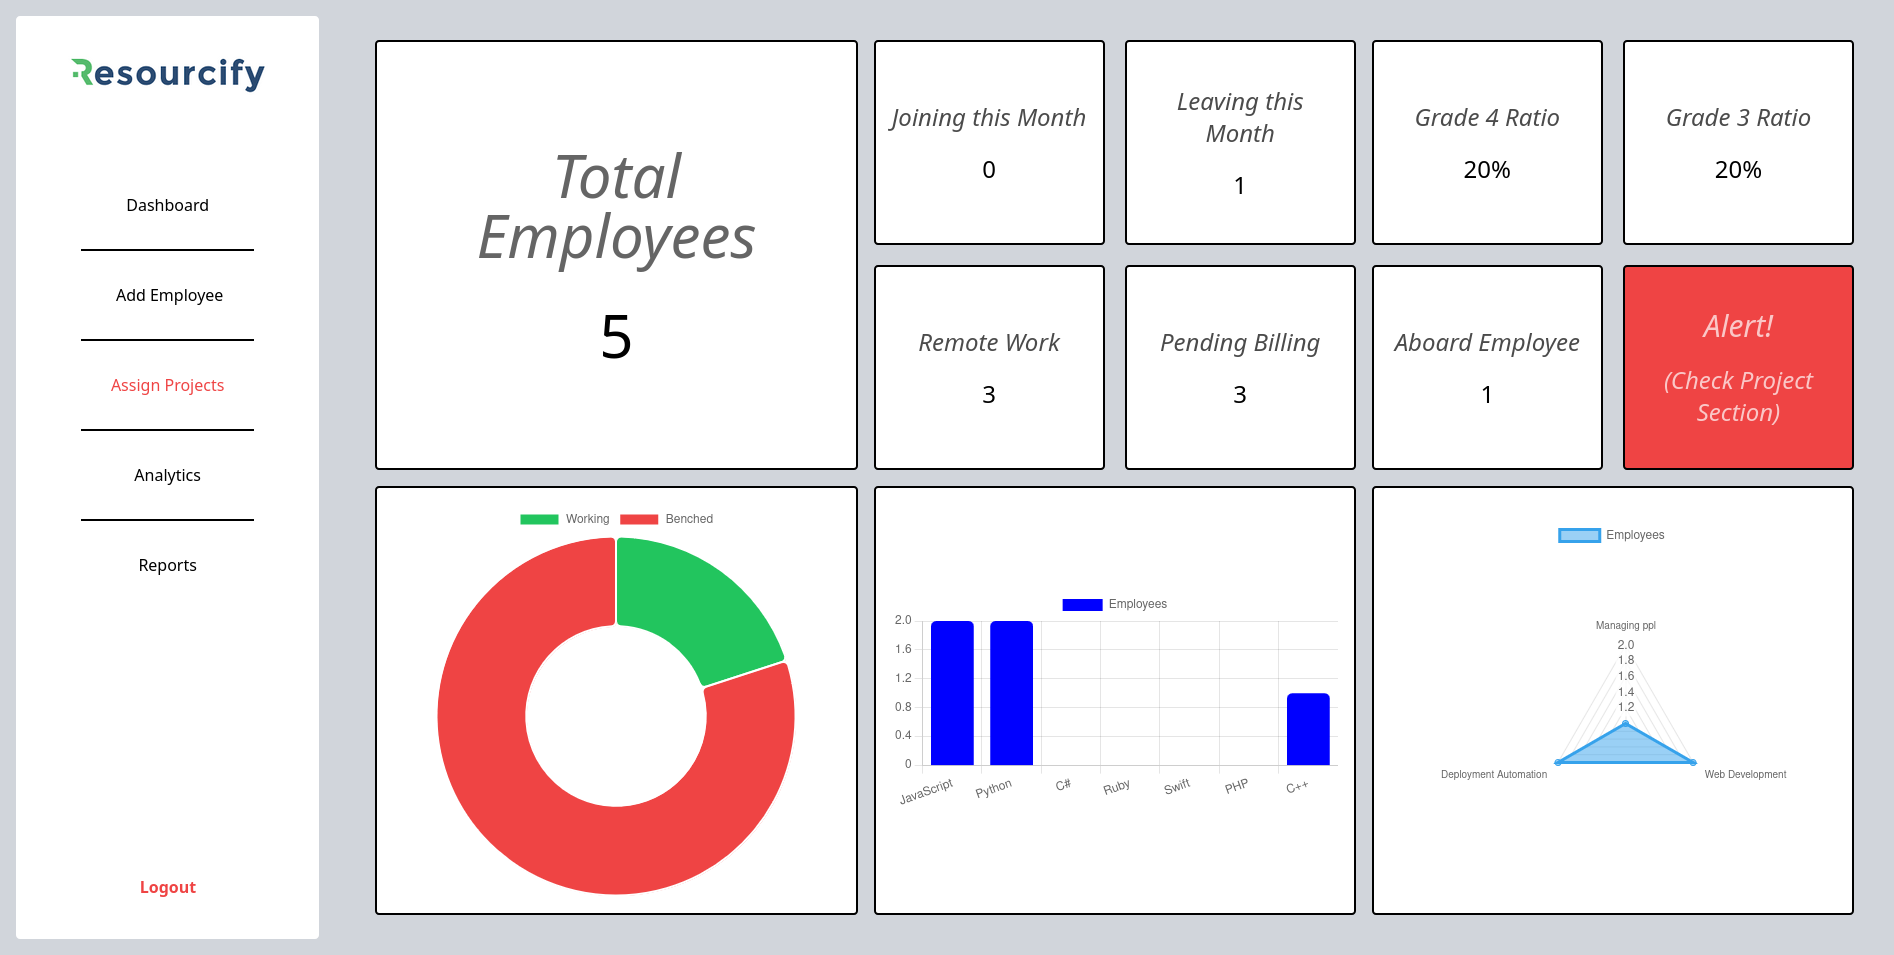 Resourcify
Dashboard
Add Employee
Assign Projects
Analytics
Reports
Logout
Total
Employees
5
Joining this Month
0
Leaving this
Month
1
Grade 4 Ratio
20%
Grade 3 Ratio
20%
Remote Work
3
Pending Billing
3
Aboard Employee
1
Alert!
(Check Project
Section)
Working
Benched
Employees
2.0
1.6
1.2
0.8
0.4
0
JavaScript
Python
C#
Ruby
Swift
PHP
C++
Employees
Managing ppl
2.0
1.8
1.6
1.4
1.2
Deployment Automation
Web Development